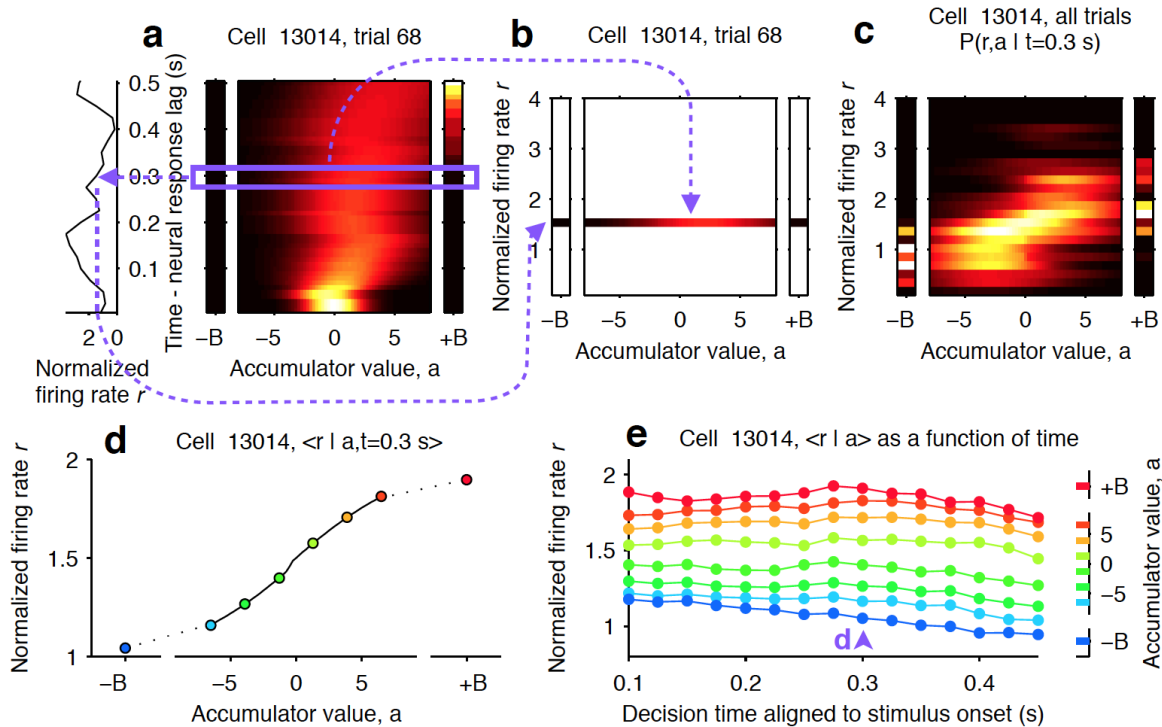 a
Cell 13014, trial 68
0.5
0.4
0.3
0.2
0.1
2 0
Normalized
firing rate r
Time - neural response lag (s)
−B −5 0 5 +B
Accumulator value, a
b
Cell 13014, trial 68
Normalized firing rate r
4
3
2
1
−B −5 0 5 +B
Accumulator value, a
c
Cell 13014, all trials
P(r,a | t=0.3 s)
Normalized firing rate r
4
3
2
1
−B −5 0 5 +B
Accumulator value, a
d
Cell 13014, <r | a,t=0.3 s>
Normalized firing rate r
2
1.5
1
−B −5 0 5 +B
Accumulator value, a
e
Cell 13014, <r | a> as a function of time
Normalized firing rate r
2
1.5
1
d
0.1 0.2 0.3 0.4
Decision time aligned to stimulus onset (s)
+B
5
0
−5
−B
Accumulator value, a